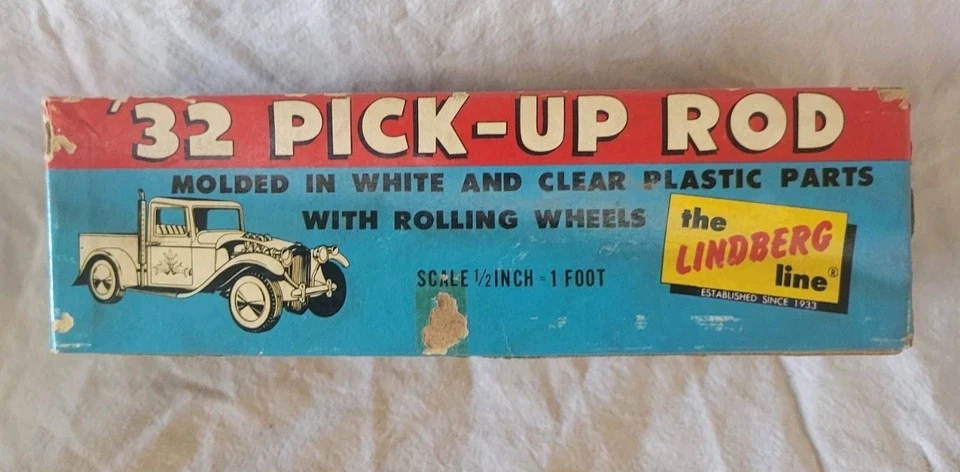 '32 PICK-UP ROD
MOLDED IN WHITE AND CLEAR PLASTIC PARTS
WITH ROLLING WHEELS
SCALE 1/2 INCH = 1 FOOT
the
LINDBERG
line®
ESTABLISHED SINCE 1933